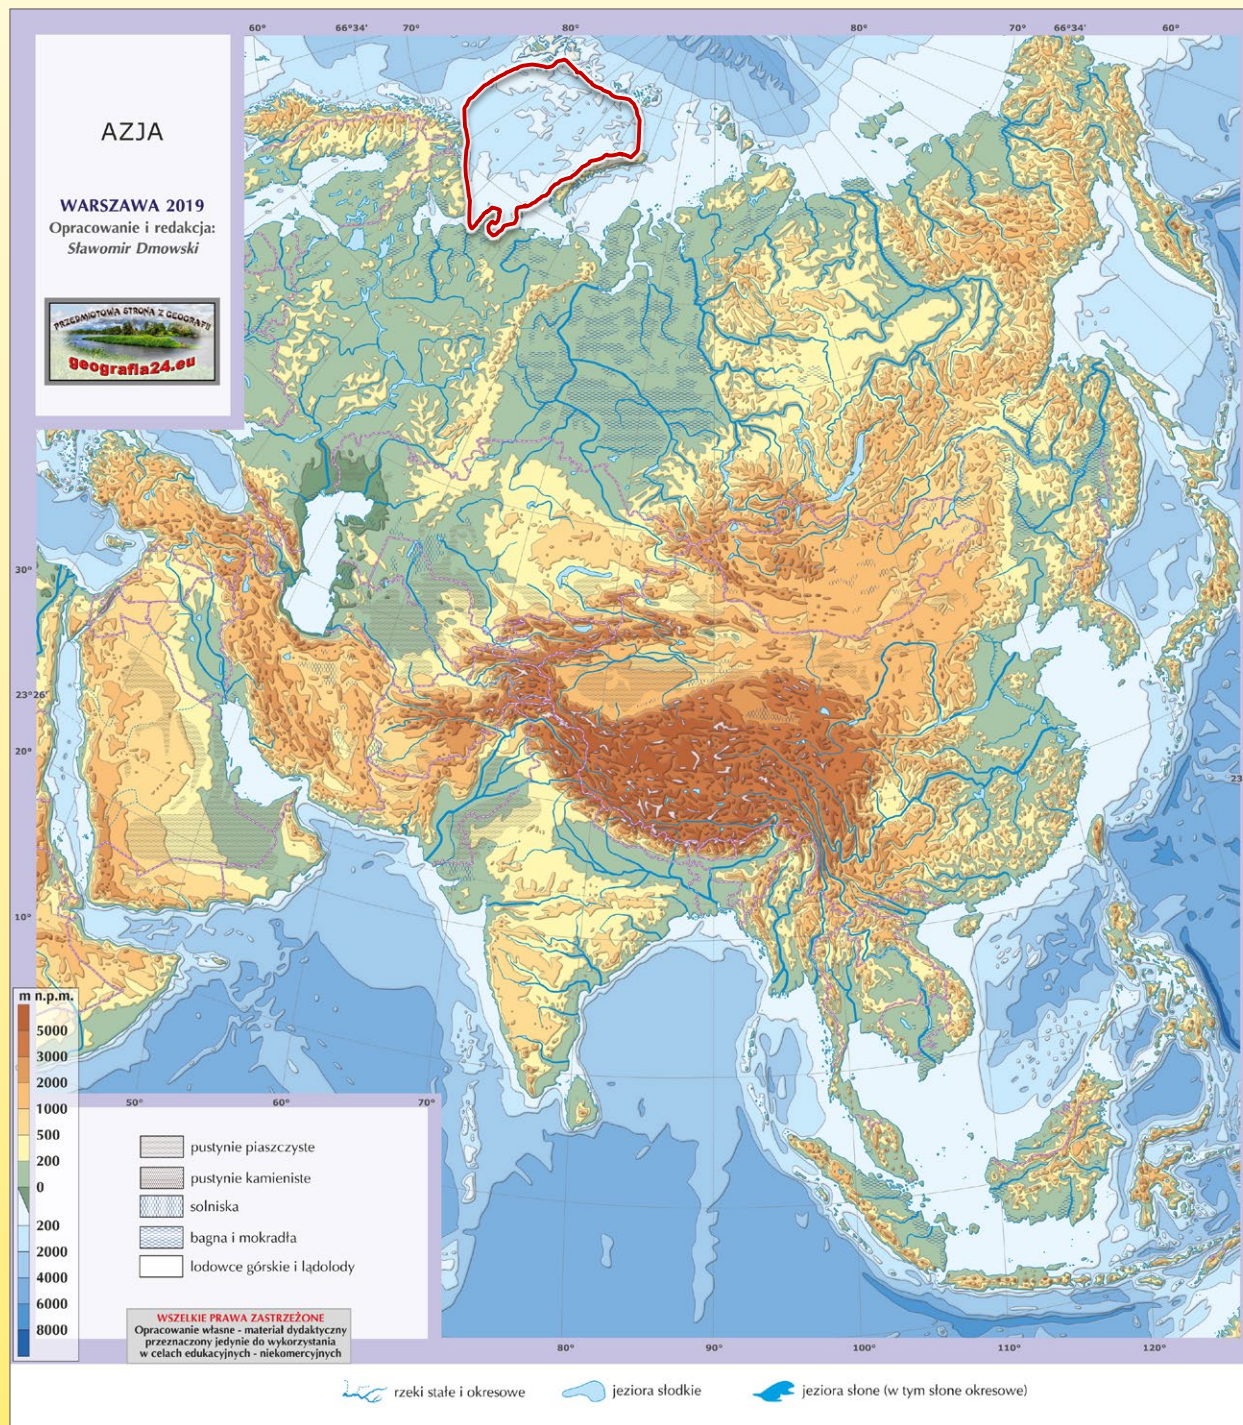 60°
66°34'
70°
80°
80°
70°
66°34'
60°
AZJA
WARSZAWA 2019
Opracowanie i redakcja:
Sławomir Dmowski
PRZEDMIOTOWA STRONA Z GEOGRAFII
geografia24.eu
30°
23°26'
20°
10°
23
m n.p.m.
5000
3000
2000
1000
500
200
0
200
2000
4000
6000
8000
50°
60°
70°
pustynie piaszczyste
pustynie kamieniste
solniska
bagna i mokradła
lodowce górskie i lądolody
WSZELKIE PRAWA ZASTRZEŻONE
Opracowanie własne - materiał dydaktyczny
przeznaczony jedynie do wykorzystania
w celach edukacyjnych - niekomercyjnych
80°
90°
100°
110°
120°
rzeki stałe i okresowe
jeziora słodkie
jeziora słone (w tym słone okresowe)